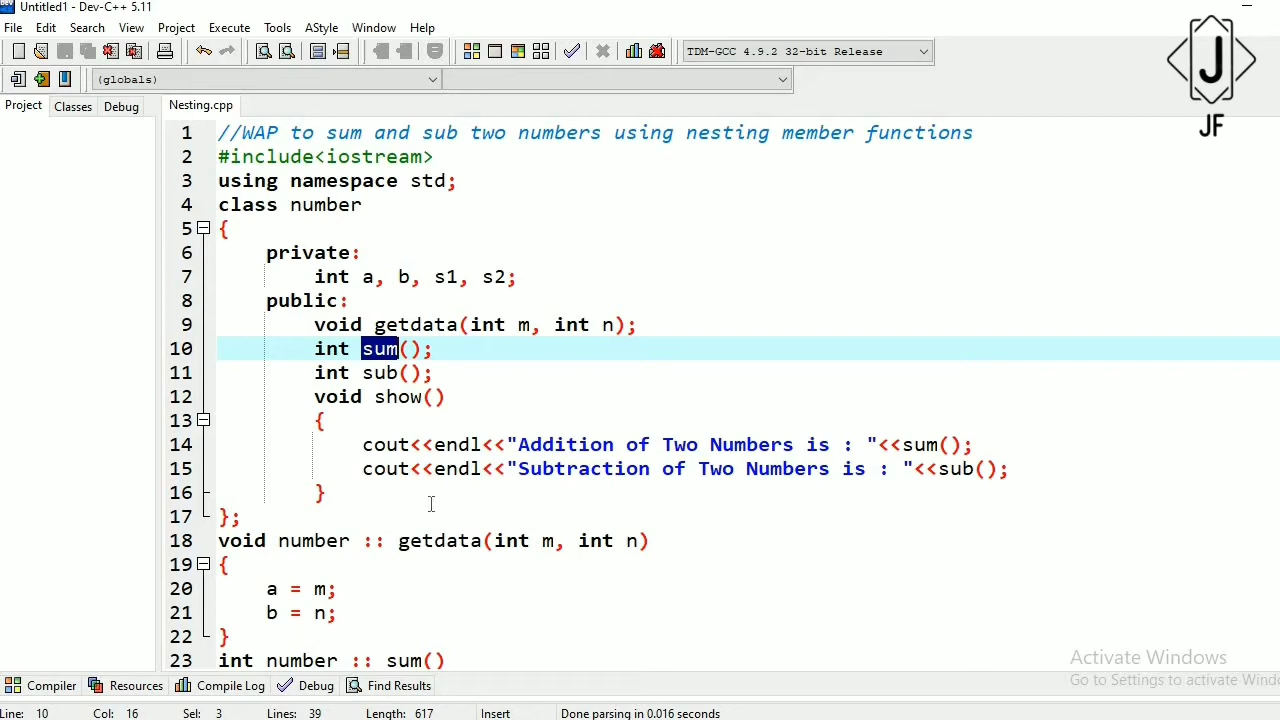 Untitled1 - Dev-C++ 5.11
File Edit Search View Project Execute Tools AStyle Window Help
TDM-GCC 4.9.2 32-bit Release
(globals)
Project Classes Debug Nesting.cpp
J
JF
1 //WAP to sum and sub two numbers using nesting member functions
2 #include<iostream>
3 using namespace std;
4 class number
5 {
6 private:
7 int a, b, s1, s2;
8 public:
9 void getdata(int m, int n);
10 int sum();
11 int sub();
12 void show()
13 {
14 cout<<endl<<"Addition of Two Numbers is : "<<sum();
15 cout<<endl<<"Subtraction of Two Numbers is : "<<sub();
16 }
17 };
18 void number :: getdata(int m, int n)
19 {
20 a = m;
21 b = n;
22 }
23 int number :: sum()
Activate Windows
Go to Settings to activate Windo
Compiler Resources Compile Log Debug Find Results
Line: 10 Col: 16 Sel: 3 Lines: 39 Length: 617 Insert Done parsing in 0.016 seconds